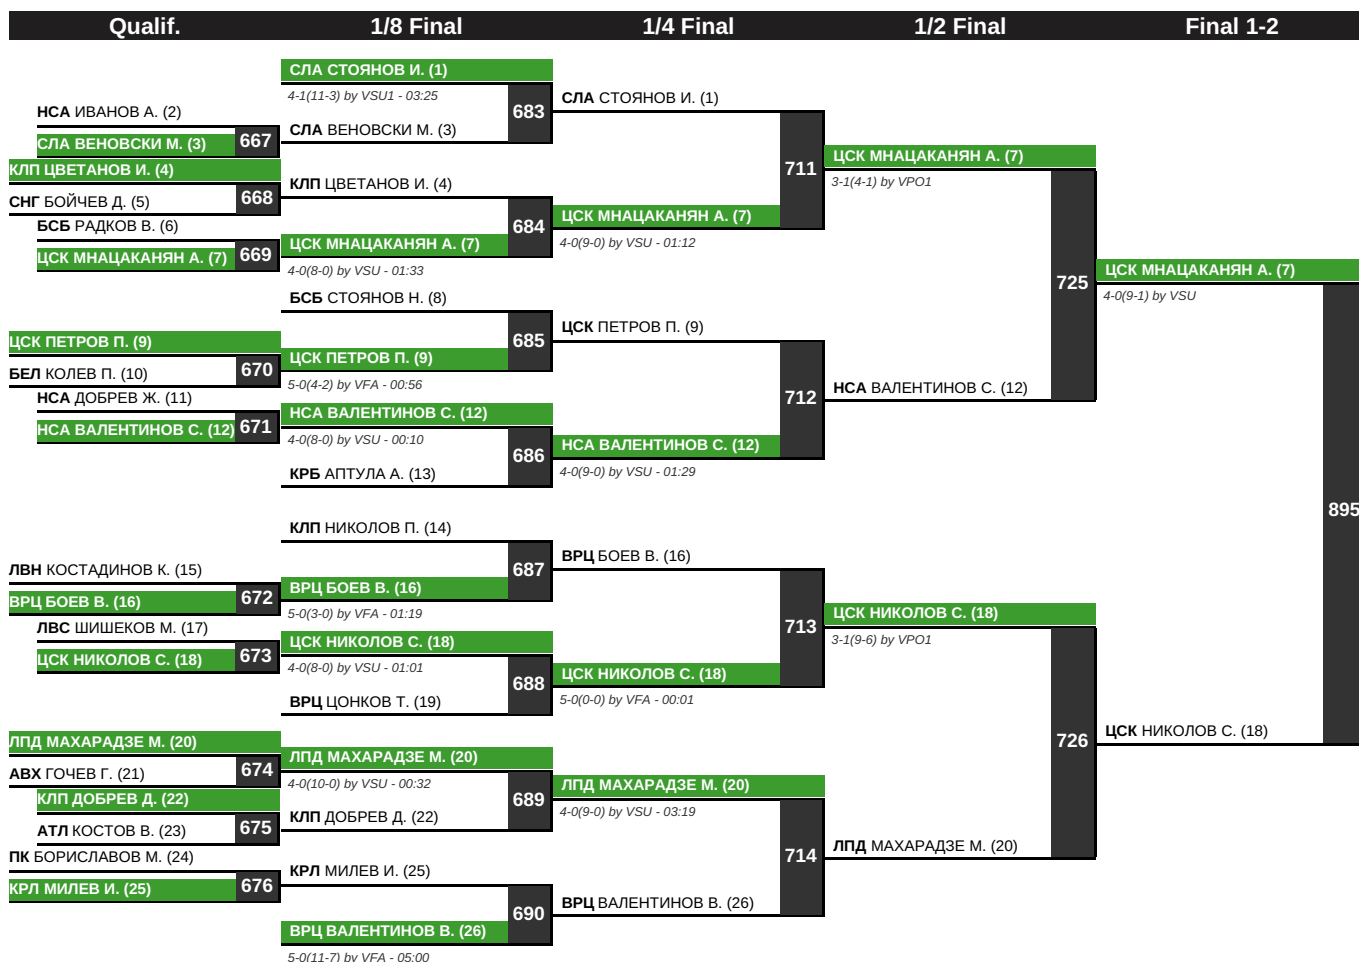 Qualif.
1/8 Final
1/4 Final
1/2 Final
Final 1-2
НСА ИВАНОВ А. (2)
СЛА ВЕНОВСКИ М. (3)
667
КЛП ЦВЕТАНОВ И. (4)
СНГ БОЙЧЕВ Д. (5)
668
БСБ РАДКОВ В. (6)
ЦСК МНАЦАКАНЯН А. (7)
669
ЦСК ПЕТРОВ П. (9)
БЕЛ КОЛЕВ П. (10)
670
НСА ДОБРЕВ Ж. (11)
НСА ВАЛЕНТИНОВ С. (12)
671
ЛВН КОСТАДИНОВ К. (15)
ВРЦ БОЕВ В. (16)
672
ЛВС ШИШЕКОВ М. (17)
ЦСК НИКОЛОВ С. (18)
673
ЛПД МАХАРАДЗЕ М. (20)
АВХ ГОЧЕВ Г. (21)
674
КЛП ДОБРЕВ Д. (22)
АТЛ КОСТОВ В. (23)
675
ПК БОРИСЛАВОВ М. (24)
КРЛ МИЛЕВ И. (25)
676
СЛА СТОЯНОВ И. (1)
4-1(11-3) by VSU1 - 03:25
СЛА ВЕНОВСКИ М. (3)
683
КЛП ЦВЕТАНОВ И. (4)
ЦСК МНАЦАКАНЯН А. (7)
684
4-0(8-0) by VSU - 01:33
БСБ СТОЯНОВ Н. (8)
ЦСК ПЕТРОВ П. (9)
685
5-0(4-2) by VFA - 00:56
НСА ВАЛЕНТИНОВ С. (12)
4-0(8-0) by VSU - 00:10
КРБ АПТУЛА А. (13)
686
КЛП НИКОЛОВ П. (14)
ВРЦ БОЕВ В. (16)
687
5-0(3-0) by VFA - 01:19
ЦСК НИКОЛОВ С. (18)
4-0(8-0) by VSU - 01:01
ВРЦ ЦОНКОВ Т. (19)
688
ЛПД МАХАРАДЗЕ М. (20)
4-0(10-0) by VSU - 00:32
КЛП ДОБРЕВ Д. (22)
689
КРЛ МИЛЕВ И. (25)
ВРЦ ВАЛЕНТИНОВ В. (26)
690
5-0(11-7) by VFA - 05:00
СЛА СТОЯНОВ И. (1)
ЦСК МНАЦАКАНЯН А. (7)
711
4-0(9-0) by VSU - 01:12
ЦСК ПЕТРОВ П. (9)
НСА ВАЛЕНТИНОВ С. (12)
712
4-0(9-0) by VSU - 01:29
ВРЦ БОЕВ В. (16)
ЦСК НИКОЛОВ С. (18)
713
5-0(0-0) by VFA - 00:01
ЛПД МАХАРАДЗЕ М. (20)
4-0(9-0) by VSU - 03:19
ВРЦ ВАЛЕНТИНОВ В. (26)
714
ЦСК МНАЦАКАНЯН А. (7)
3-1(4-1) by VPO1
НСА ВАЛЕНТИНОВ С. (12)
725
ЦСК НИКОЛОВ С. (18)
3-1(9-6) by VPO1
ЛПД МАХАРАДЗЕ М. (20)
726
ЦСК МНАЦАКАНЯН А. (7)
4-0(9-1) by VSU
ЦСК НИКОЛОВ С. (18)
895